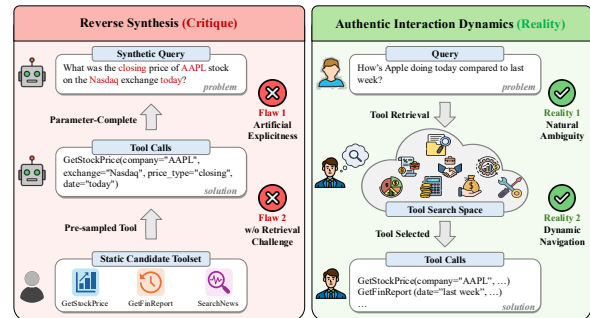 Reverse Synthesis (Critique)
Synthetic Query
What was the closing price of AAPL stock
on the Nasdaq exchange today?
problem
Parameter-Complete
Flaw 1
Artificial
Explicitness
Tool Calls
GetStockPrice(company="AAPL",
exchange="Nasdaq", price_type="closing",
date="today")
solution
Pre-sampled Tool
Flaw 2
w/o Retrieval
Challenge
Static Candidate Toolset
GetStockPrice
GetFinReport
SearchNews
Authentic Interaction Dynamics (Reality)
Query
How's Apple doing today compared to last
week?
problem
Tool Retrieval
Reality 1
Natural
Ambiguity
Tool Search Space
Tool Selected
Reality 2
Dynamic
Navigation
Tool Calls
GetStockPrice(company="AAPL", …)
GetFinReport (date="last week", …)
…
solution